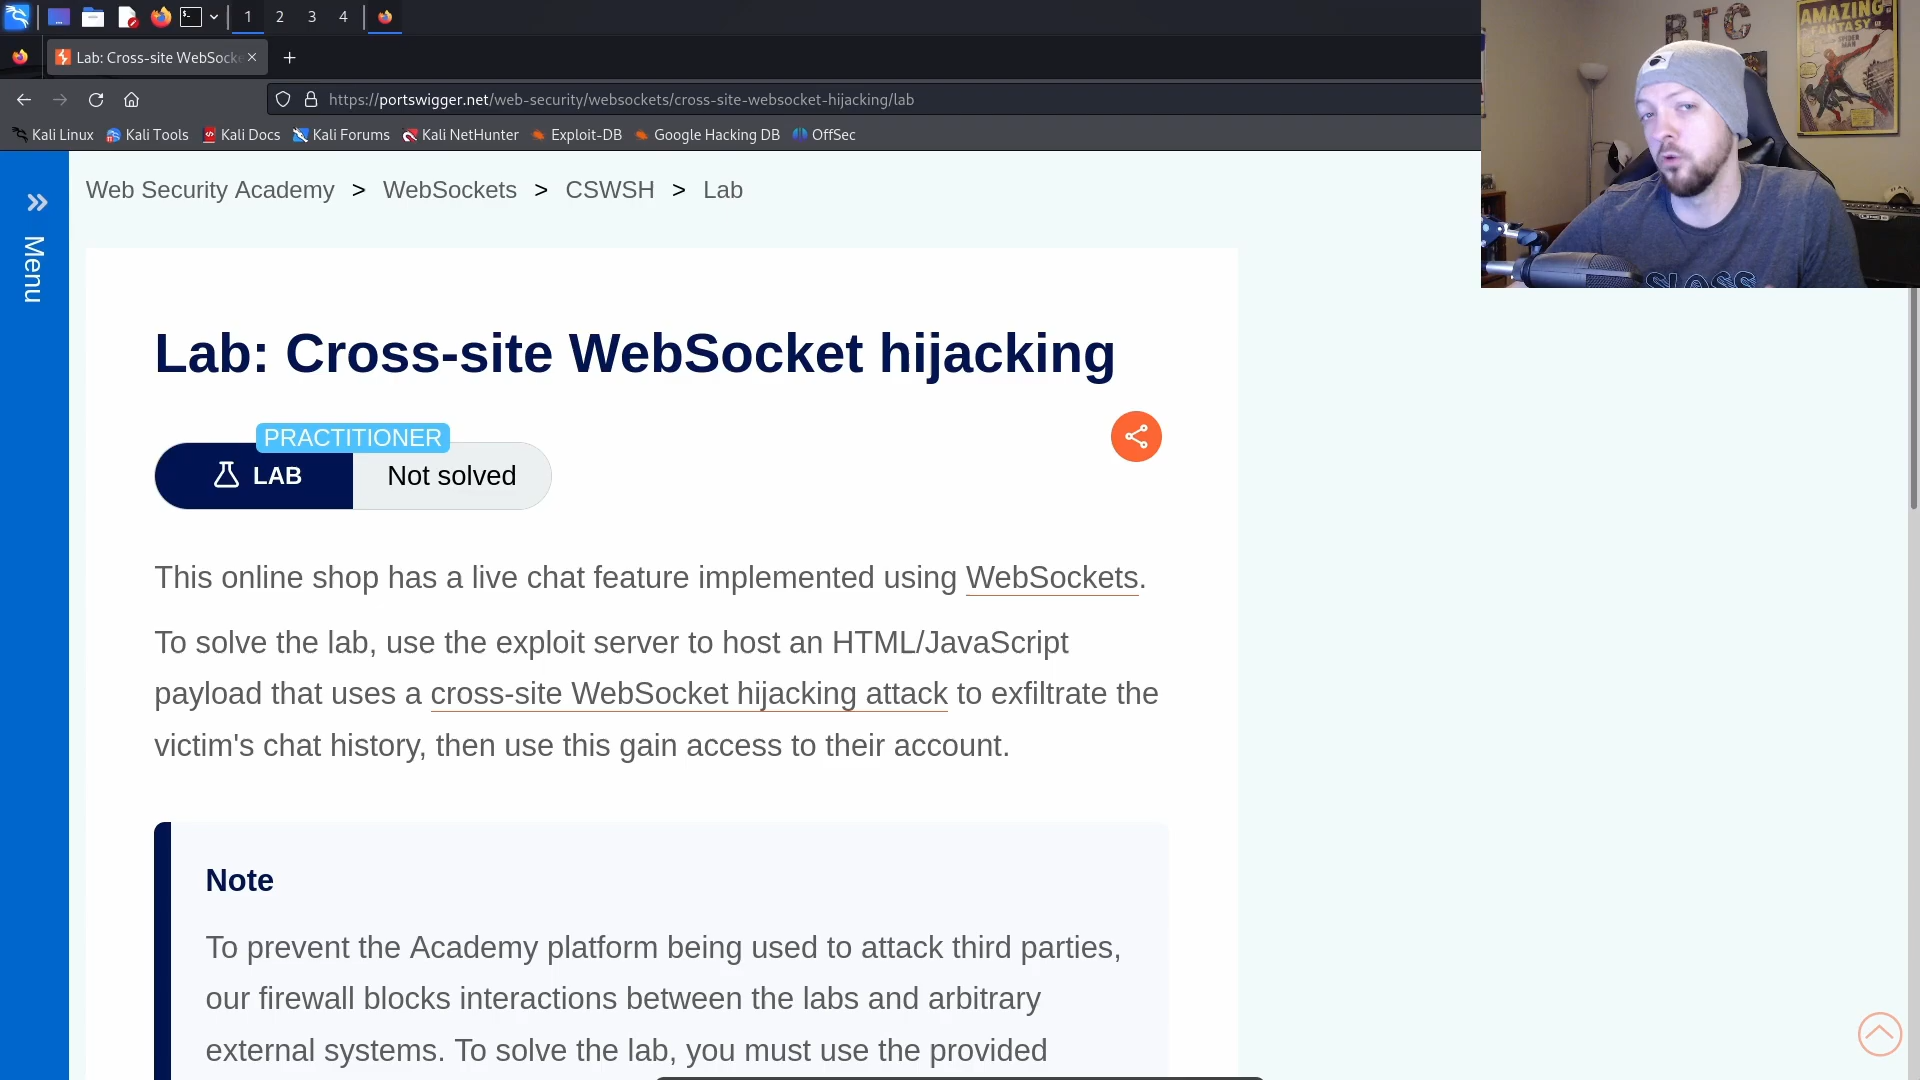 1 2 3 4
Lab: Cross-site WebSocke
https://portswigger.net/web-security/websockets/cross-site-websocket-hijacking/lab
Kali Linux Kali Tools Kali Docs Kali Forums Kali NetHunter Exploit-DB Google Hacking DB OffSec
BTC
AMAZING
FANTASY
SLOSS
Menu
Web Security Academy > WebSockets > CSWSH > Lab
Lab: Cross-site WebSocket hijacking
PRACTITIONER
LAB Not solved
This online shop has a live chat feature implemented using WebSockets.
To solve the lab, use the exploit server to host an HTML/JavaScript
payload that uses a cross-site WebSocket hijacking attack to exfiltrate the
victim's chat history, then use this gain access to their account.
Note
To prevent the Academy platform being used to attack third parties,
our firewall blocks interactions between the labs and arbitrary
external systems. To solve the lab, you must use the provided